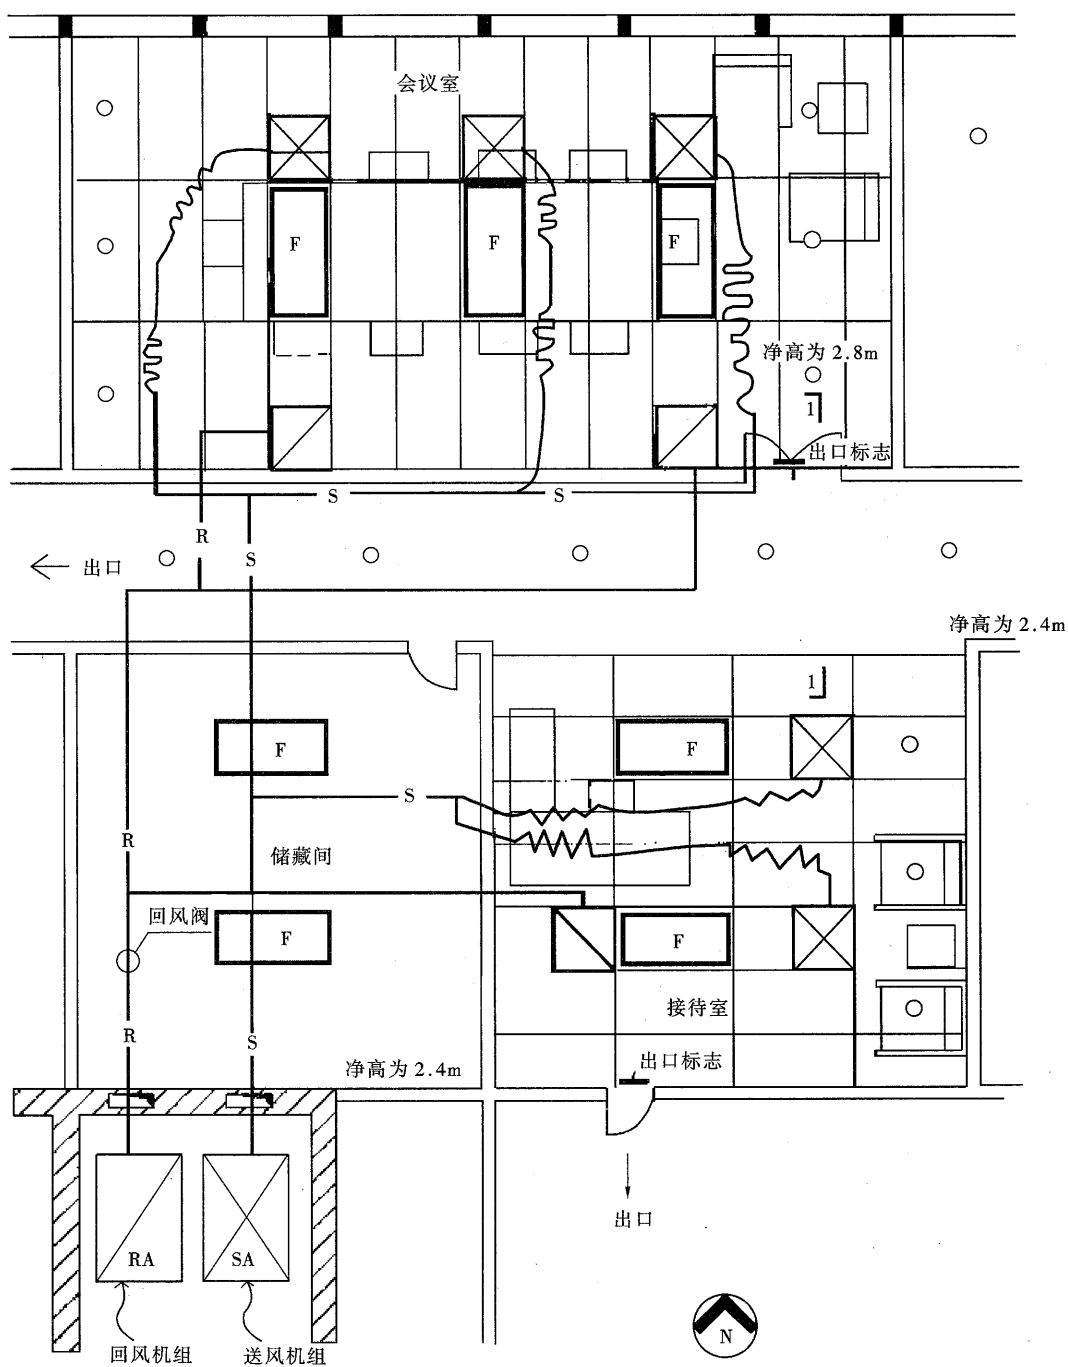 会议室
F
F
F
净高为 2.8m
1
出口标志
S
S
R
S
出口
净高为 2.4m
1
F
F
S
R
储藏间
回风阀
F
F
接待室
R
S
出口标志
净高为 2.4m
出口
RA
SA
N
回风机组
送风机组